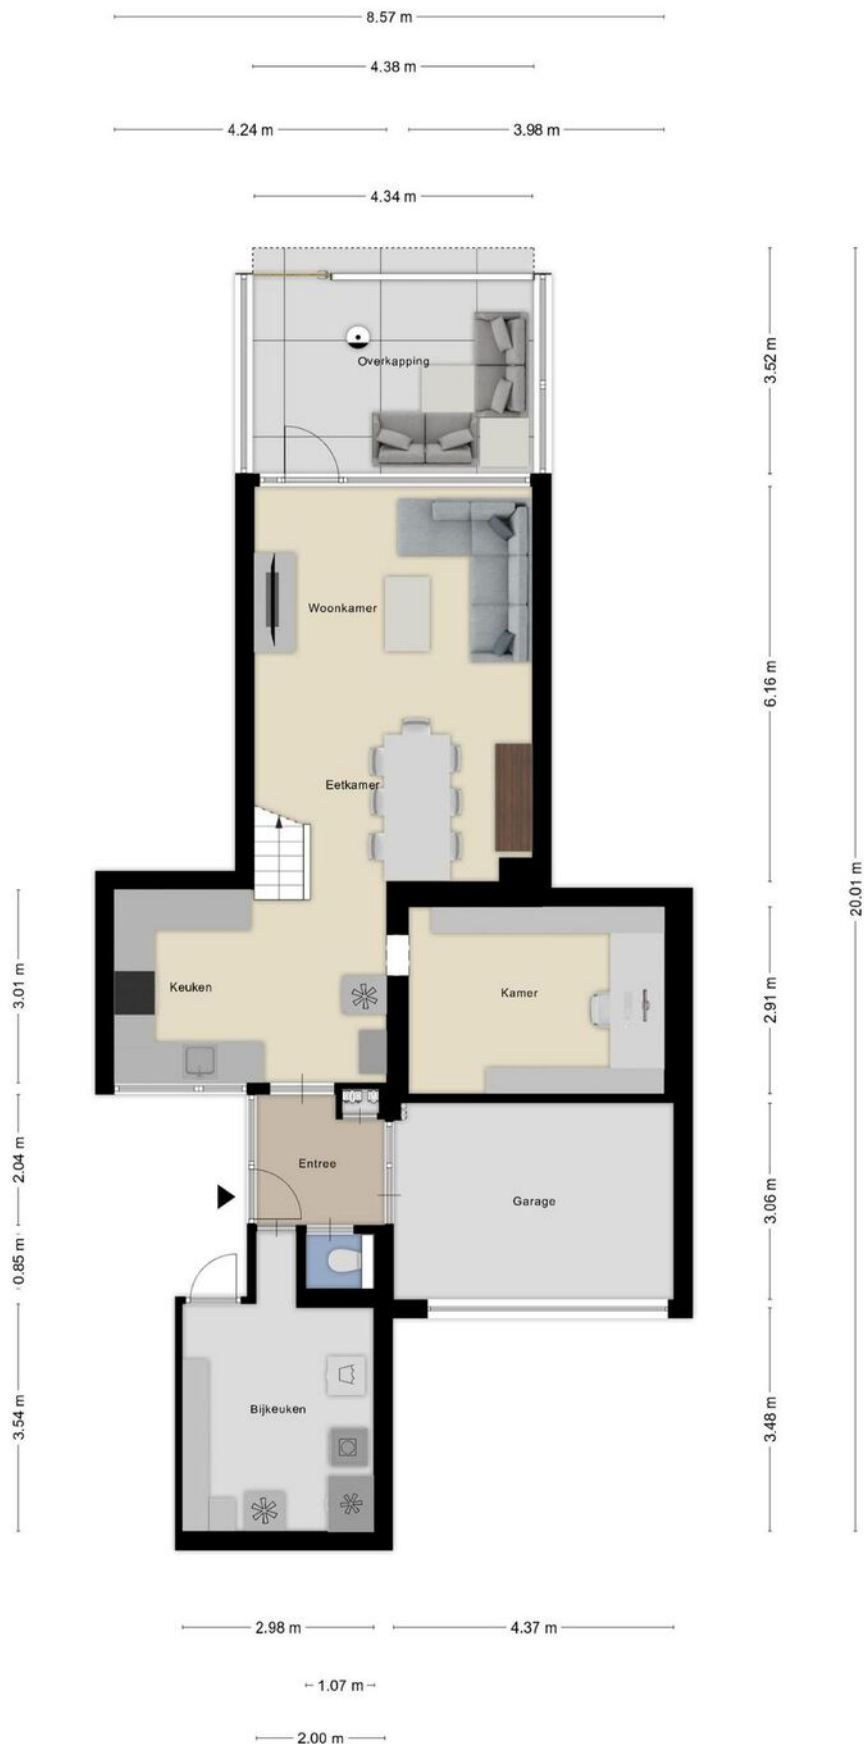 8.57 m
4.38 m
4.24 m
3.98 m
4.34 m
Overkapping
3.52 m
Woonkamer
6.16 m
Eetkamer
20.01 m
3.01 m
Keuken
Kamer
2.91 m
2.04 m
Entree
Garage
3.06 m
0.85 m
Bijkeuken
3.54 m
3.48 m
2.98 m
4.37 m
1.07 m
2.00 m